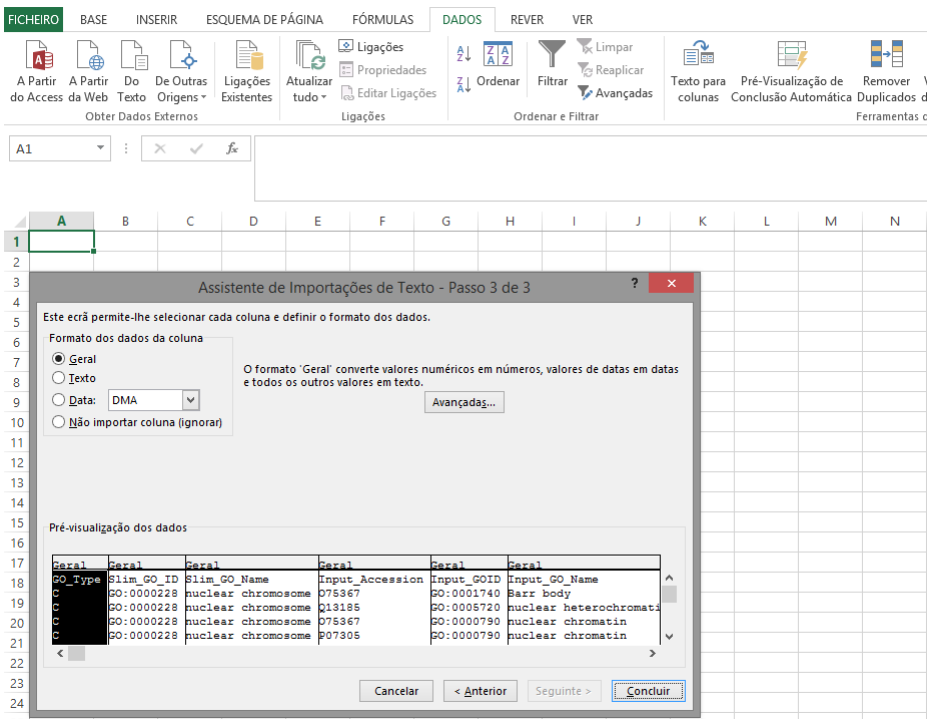 FICHEIRO BASE INSERIR ESQUEMA DE PÁGINA FÓRMULAS DADOS REVER VER
A Partir do Access
A Partir da Web
Do Texto
De Outras Origens
Ligações Existentes
Obter Dados Externos
Atualizar tudo
Ligações
Propriedades
Editar Ligações
Ligações
Ordenar
Filtrar
Limpar
Reaplicar
Avançadas
Ordenar e Filtrar
Texto para colunas
Pré-Visualização de Conclusão Automática
Remover Duplicados
V
d
Ferramentas d
A1 fx
A B C D E F G H I J K L M N
1
2
3
4
5
6
7
8
9
10
11
12
13
14
15
16
17
18
19
20
21
22
23
24
Assistente de Importações de Texto - Passo 3 de 3 ?
Este ecrã permite-lhe selecionar cada coluna e definir o formato dos dados.
Formato dos dados da coluna
Geral
Texto
Data: DMA
Não importar coluna (ignorar)
O formato 'Geral' converte valores numéricos em números, valores de datas em datas
e todos os outros valores em texto.
Avançadas...
Pré-visualização dos dados
Geral Geral Geral Geral Geral Geral
GO_Type Slim_GO_ID Slim_GO_Name Input_Accession Input_GOID Input_GO_Name
C GO:0000228 nuclear chromosome O75367 GO:0001740 Barr body
C GO:0000228 nuclear chromosome Q13185 GO:0005720 nuclear heterochromati
C GO:0000228 nuclear chromosome O75367 GO:0000790 nuclear chromatin
C GO:0000228 nuclear chromosome P07305 GO:0000790 nuclear chromatin
Cancelar < Anterior Seguinte > Concluir